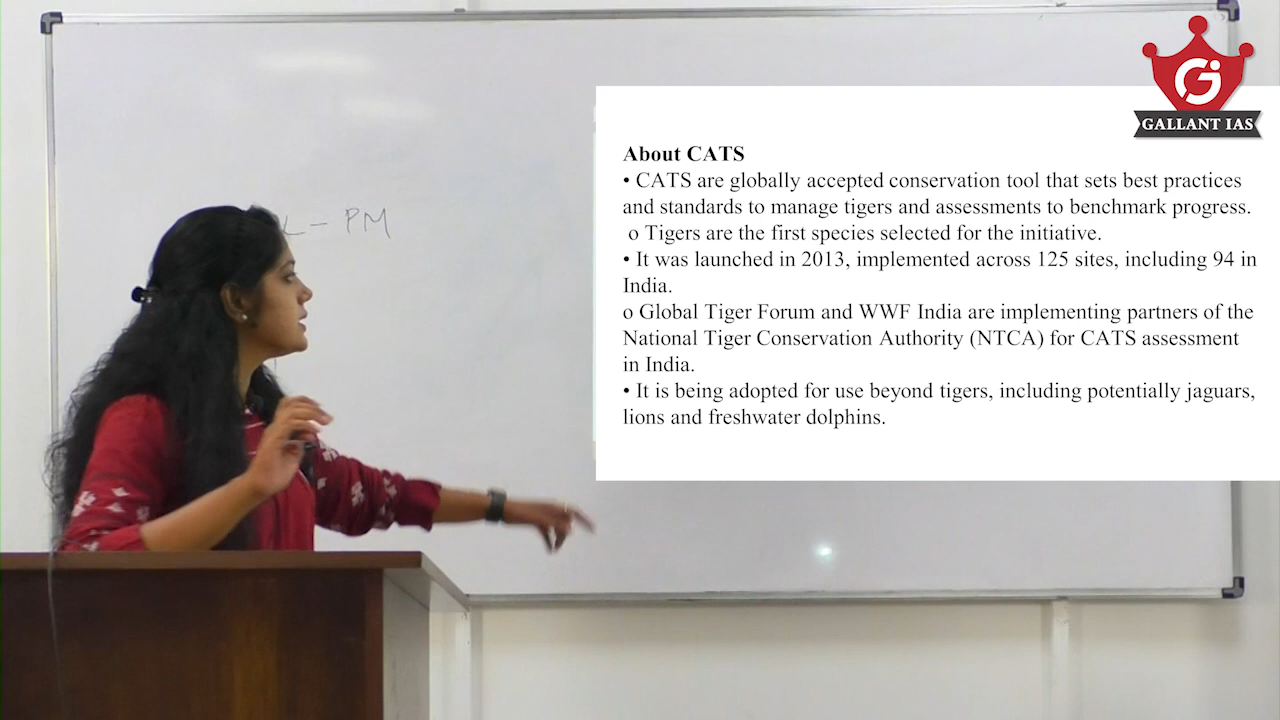 GALLANT IAS
- PM
About CATS
• CATS are globally accepted conservation tool that sets best practices
and standards to manage tigers and assessments to benchmark progress.
o Tigers are the first species selected for the initiative.
• It was launched in 2013, implemented across 125 sites, including 94 in
India.
o Global Tiger Forum and WWF India are implementing partners of the
National Tiger Conservation Authority (NTCA) for CATS assessment
in India.
• It is being adopted for use beyond tigers, including potentially jaguars,
lions and freshwater dolphins.